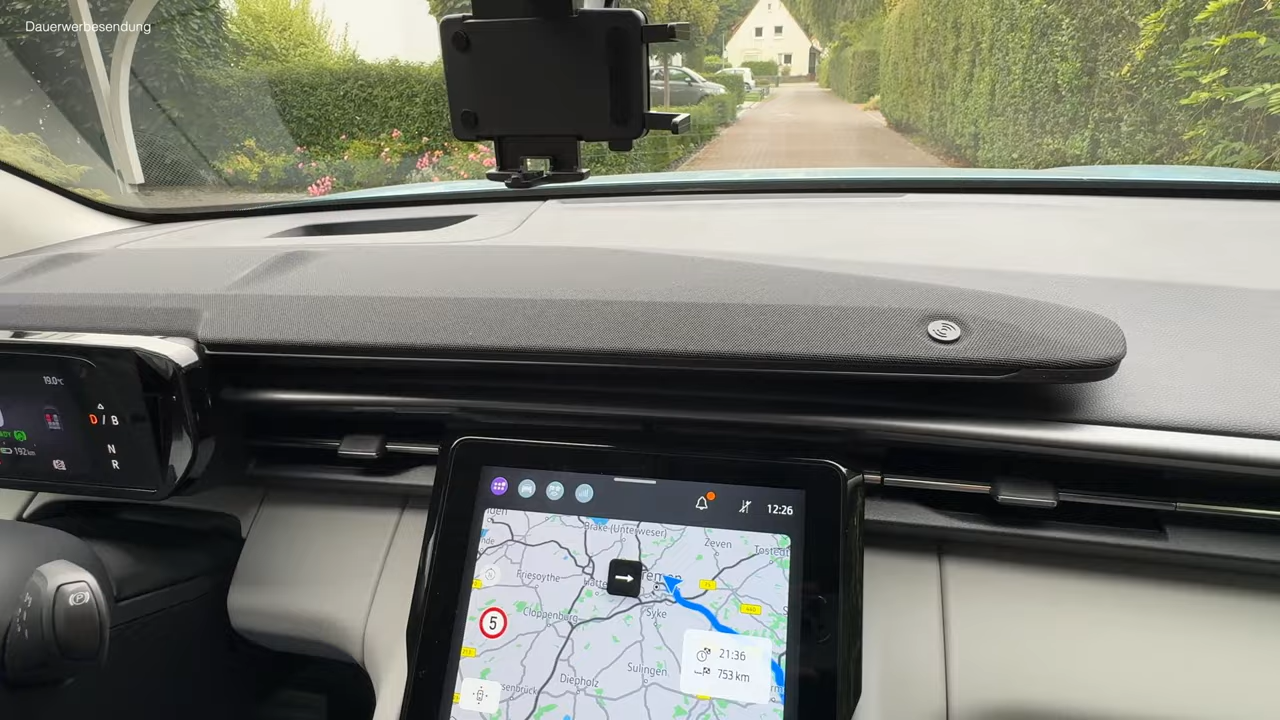 Dauerwerbesendung
19.0°C
D / B
N
R
192 km
P
12:26
Brake (Unterweser)
Zeven
Tostedt
Friesoythe
Syke
Cloppenburg
5
21:36
753 km
Sulingen
Diepholz